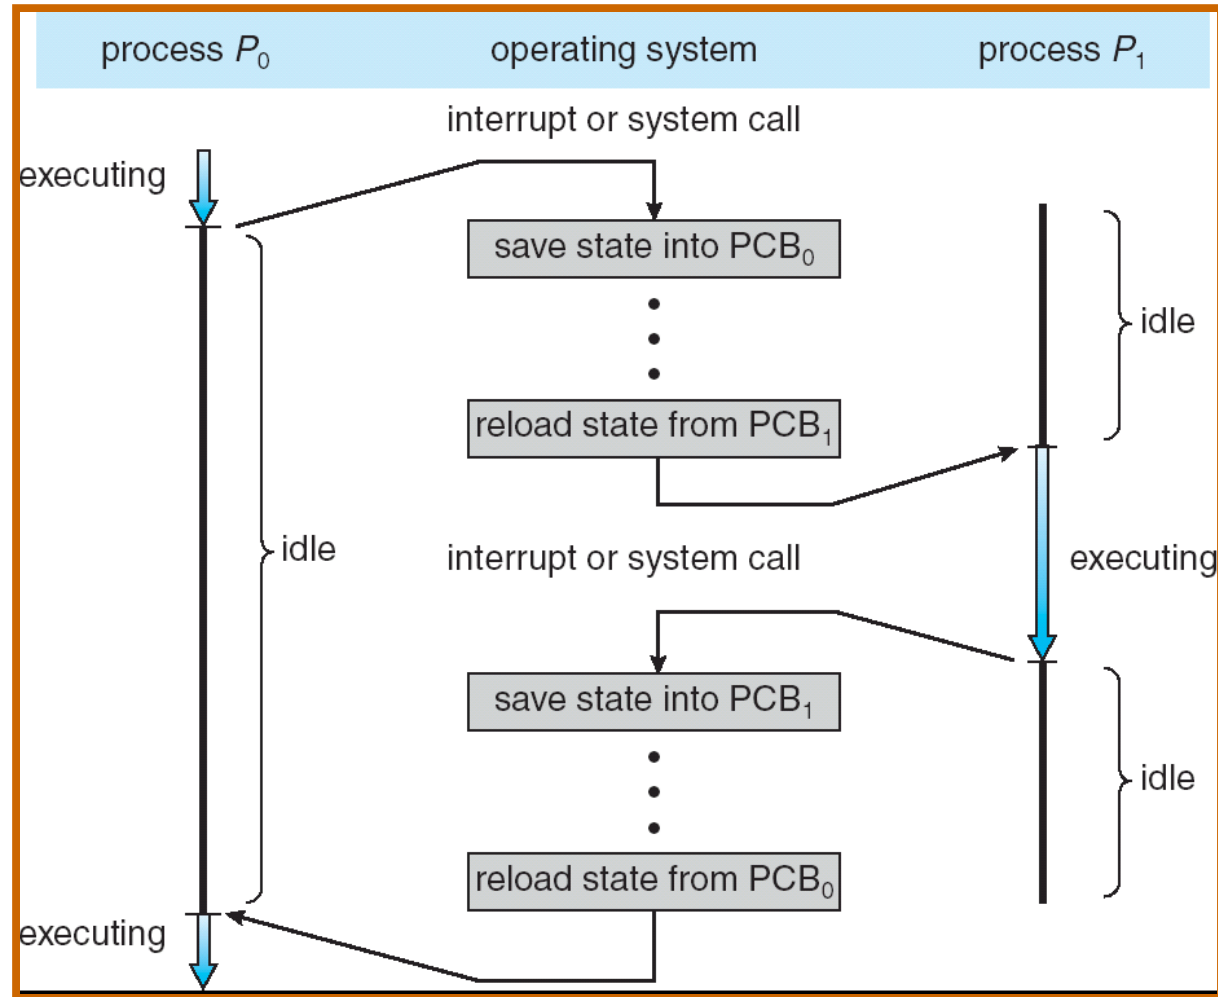 process P₀ operating system process P₁
interrupt or system call
executing
save state into PCB₀
idle
reload state from PCB₁
idle
interrupt or system call
executing
save state into PCB₁
idle
reload state from PCB₀
executing